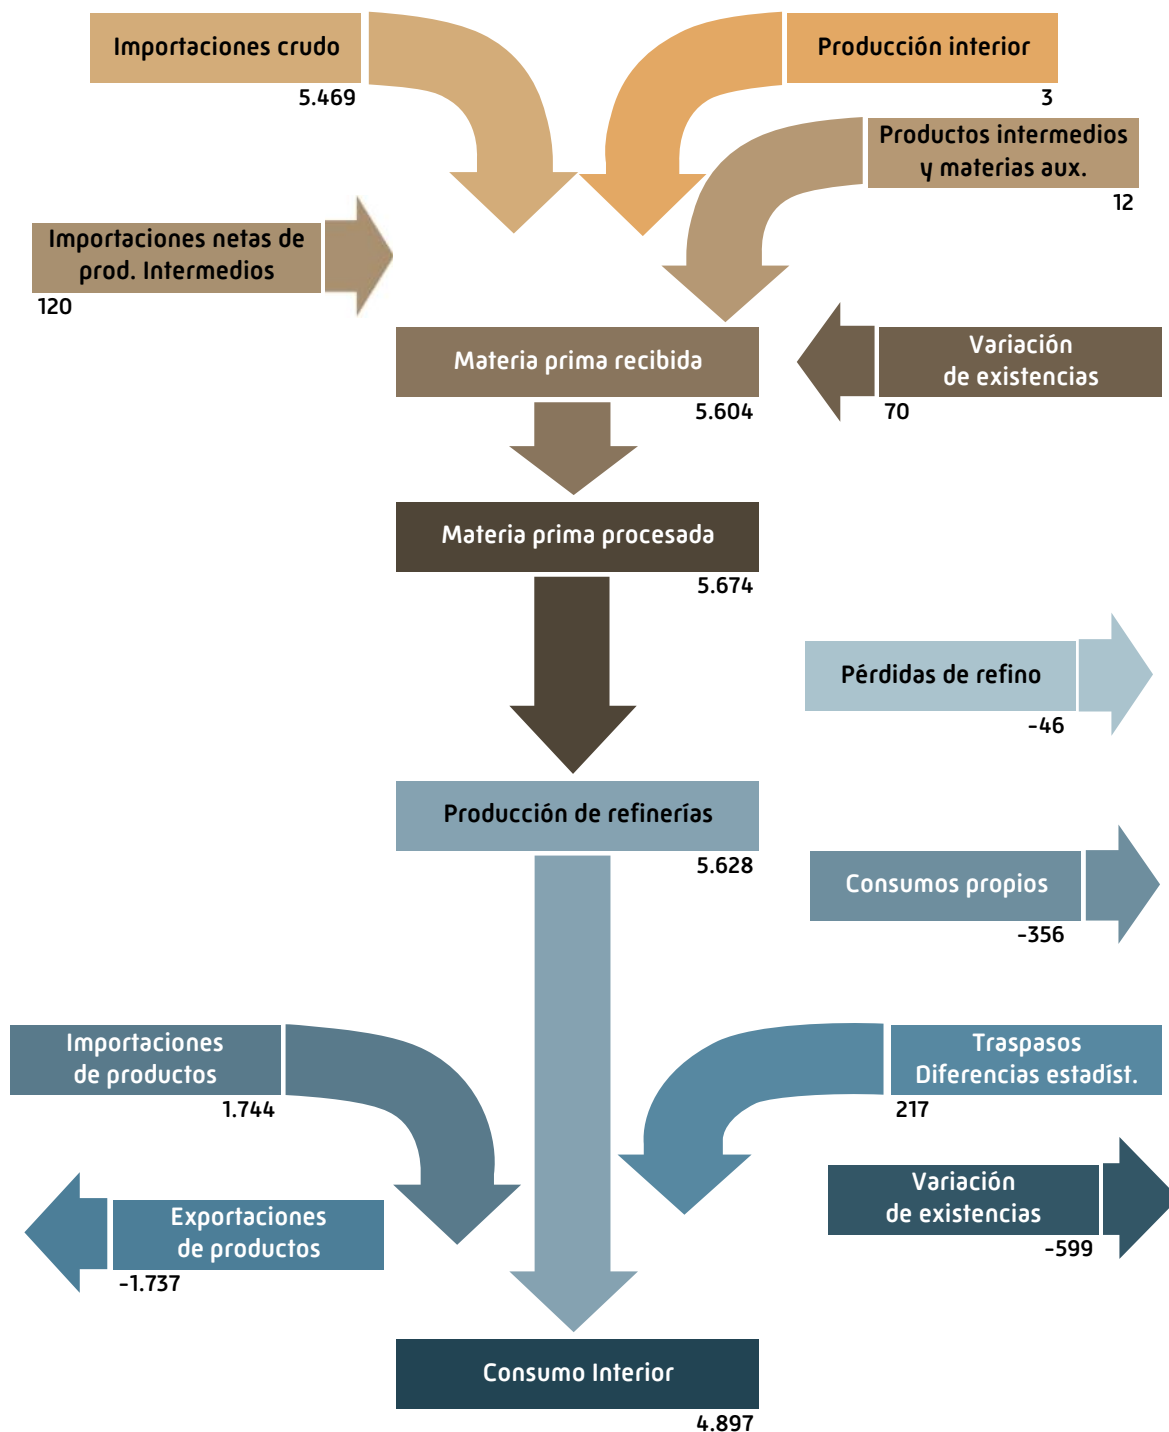 Importaciones crudo
5.469
Producción interior
3
Productos intermedios
y materias aux.
12
Importaciones netas de
prod. Intermedios
120
Materia prima recibida
5.604
Variación
de existencias
70
Materia prima procesada
5.674
Pérdidas de refino
-46
Producción de refinerías
5.628
Consumos propios
-356
Importaciones
de productos
1.744
Traspasos
Diferencias estadíst.
217
Exportaciones
de productos
-1.737
Variación
de existencias
-599
Consumo Interior
4.897